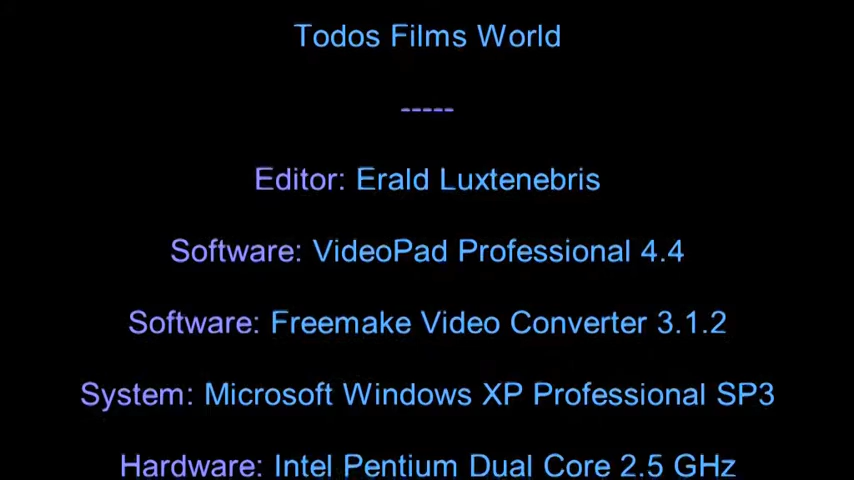 Todos Films World
-----
Editor: Erald Luxtenebris
Software: VideoPad Professional 4.4
Software: Freemake Video Converter 3.1.2
System: Microsoft Windows XP Professional SP3
Hardware: Intel Pentium Dual Core 2.5 GHz